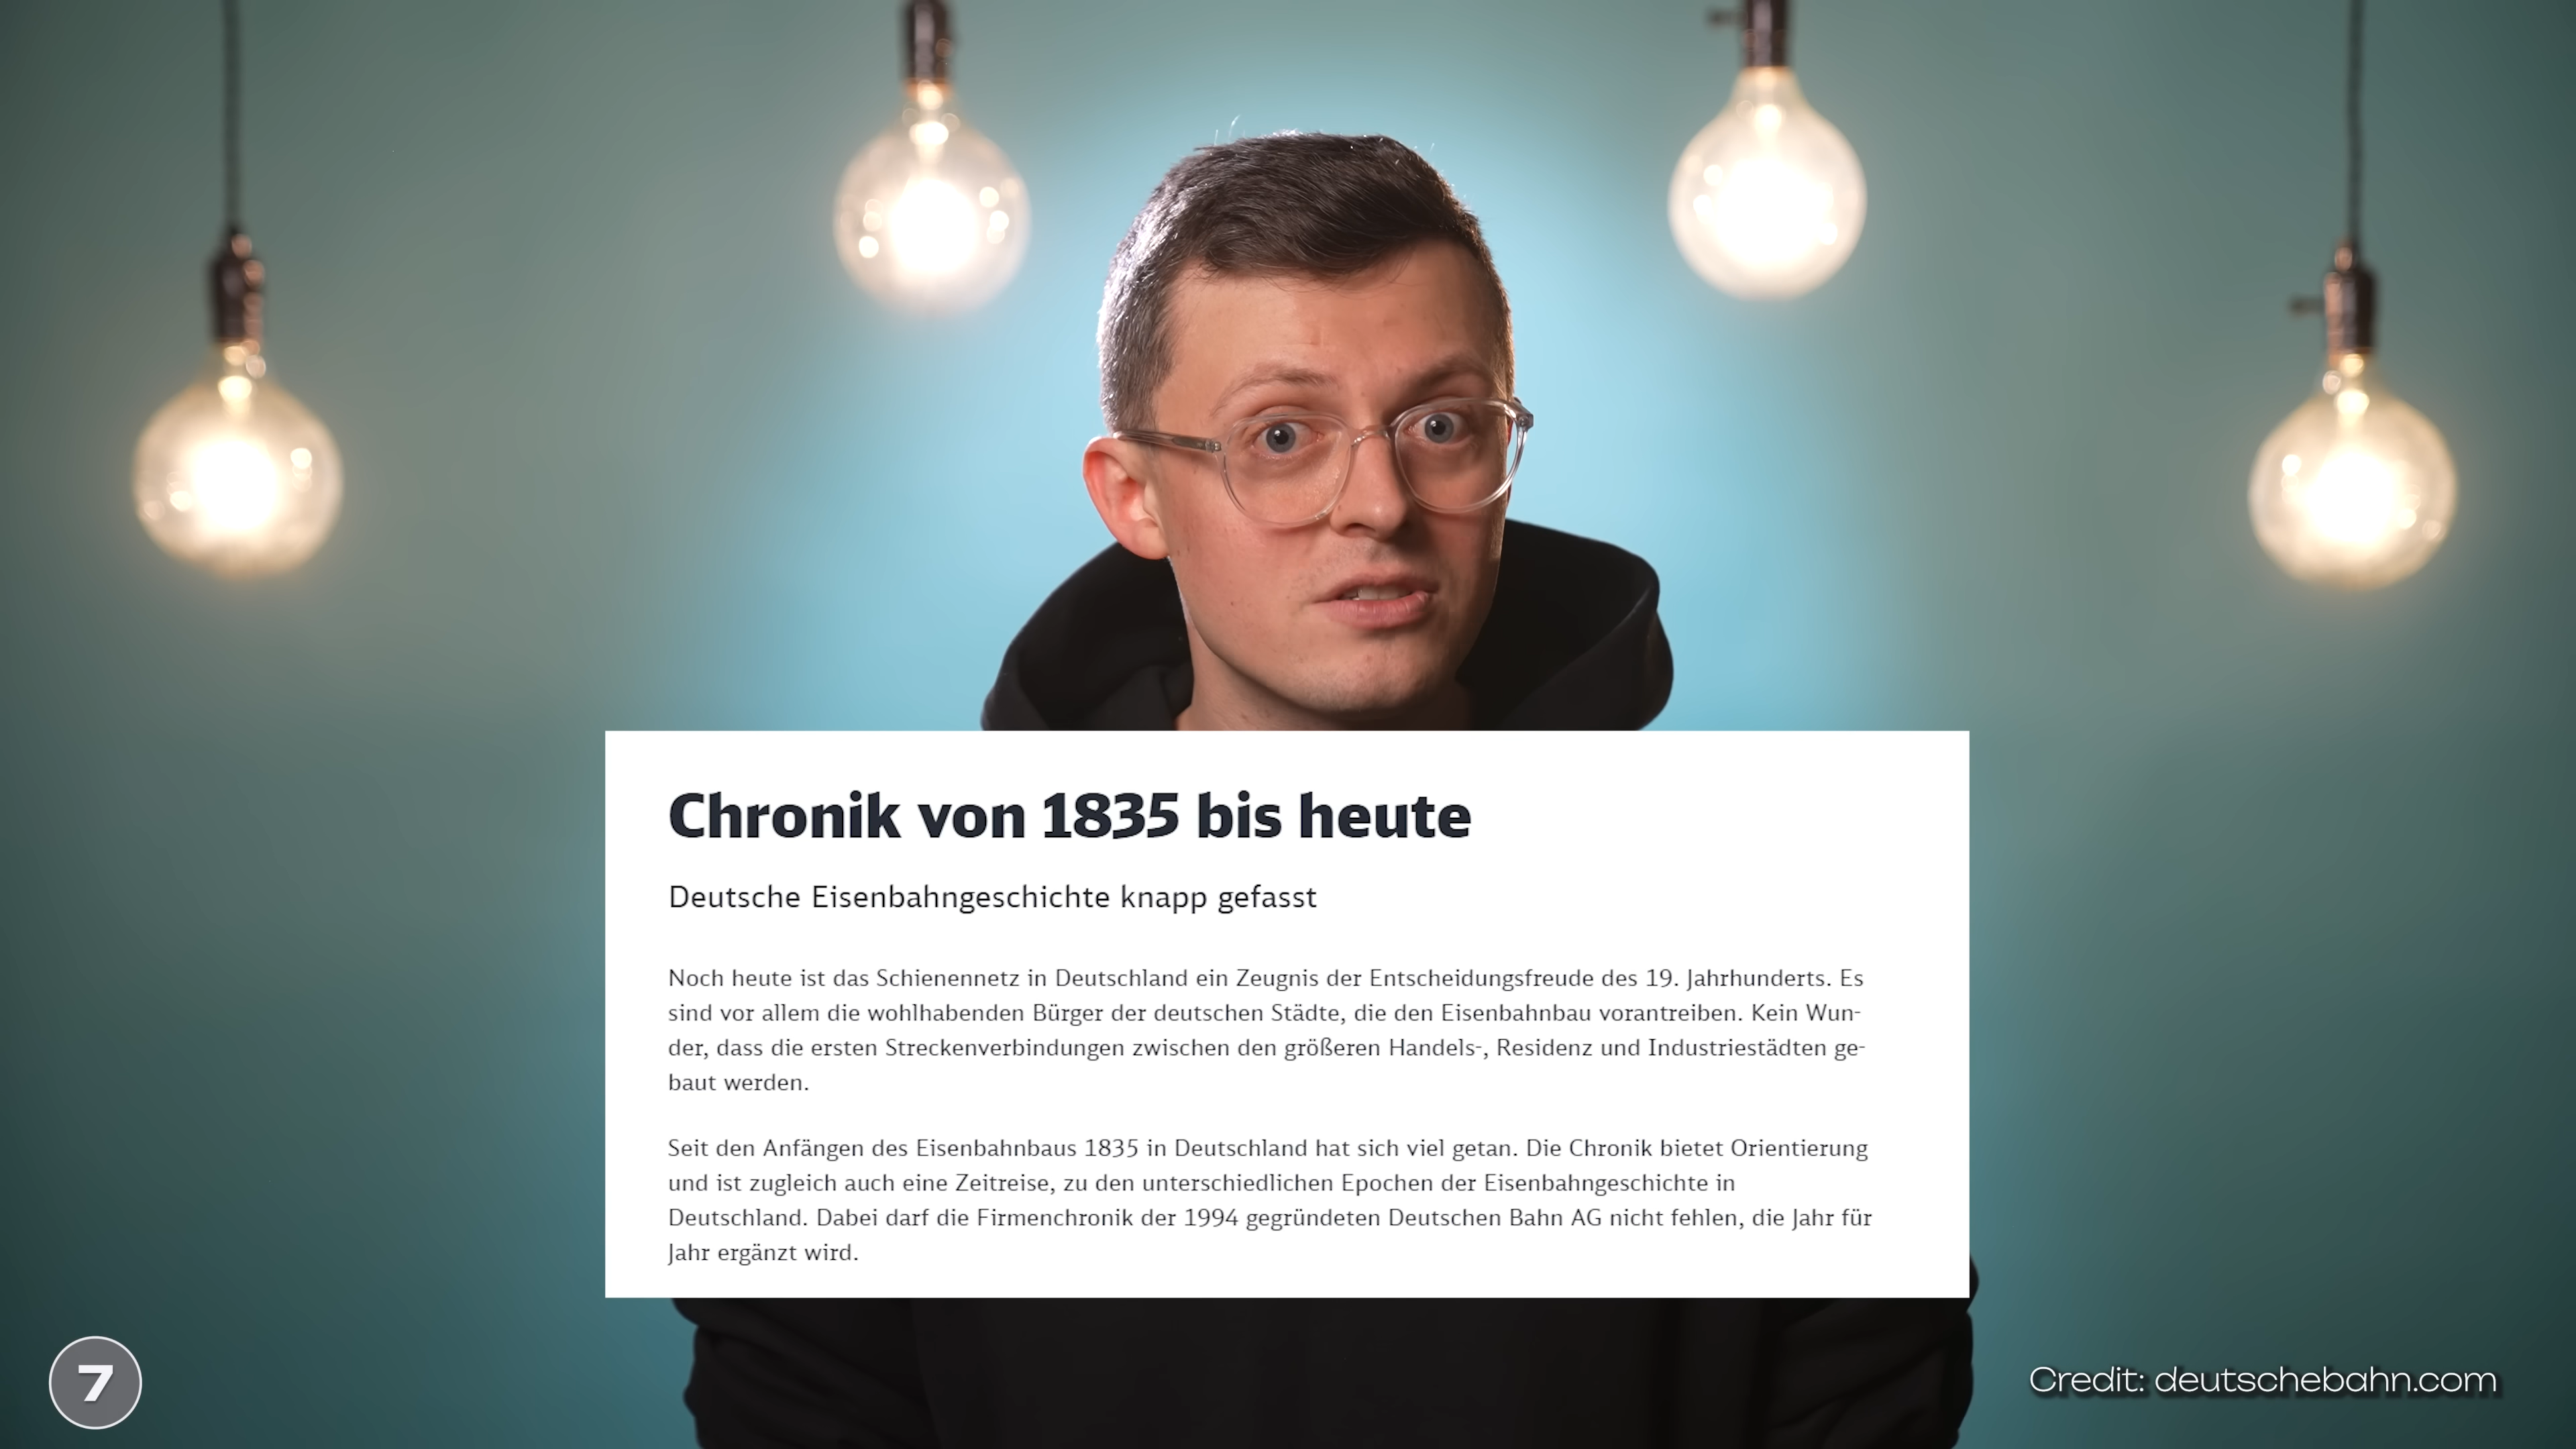 Chronik von 1835 bis heute
Deutsche Eisenbahngeschichte knapp gefasst
Noch heute ist das Schienennetz in Deutschland ein Zeugnis der Entscheidungsfreude des 19. Jahrhunderts. Es
sind vor allem die wohlhabenden Bürger der deutschen Städte, die den Eisenbahnbau vorantreiben. Kein Wun-
der, dass die ersten Streckenverbindungen zwischen den größeren Handels-, Residenz und Industriestädten ge-
baut werden.
Seit den Anfängen des Eisenbahnbaus 1835 in Deutschland hat sich viel getan. Die Chronik bietet Orientierung
und ist zugleich auch eine Zeitreise, zu den unterschiedlichen Epochen der Eisenbahngeschichte in
Deutschland. Dabei darf die Firmenchronik der 1994 gegründeten Deutschen Bahn AG nicht fehlen, die Jahr für
Jahr ergänzt wird.
7
Credit: deutschebahn.com